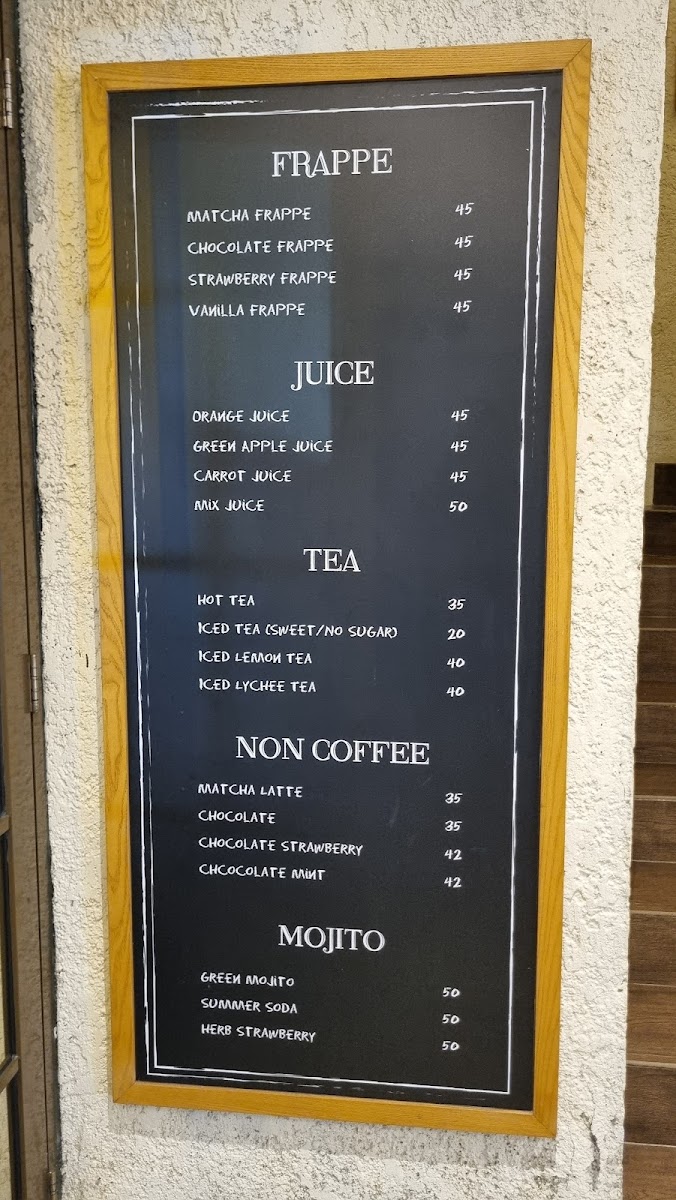 FRAPPE
MATCHA FRAPPE 45
CHOCOLATE FRAPPE 45
STRAWBERRY FRAPPE 45
VANILLA FRAPPE 45
JUICE
ORANGE JUICE 45
GREEN APPLE JUICE 45
CARROT JUICE 45
MIX JUICE 50
TEA
HOT TEA 35
ICED TEA (SWEET/NO SUGAR) 20
ICED LEMON TEA 40
ICED LYCHEE TEA 40
NON COFFEE
MATCHA LATTE 35
CHOCOLATE 35
CHOCOLATE STRAWBERRY 42
CHCOCOLATE MINT 42
MOJITO
GREEN MOJITO 50
SUMMER SODA 50
HERB STRAWBERRY 50